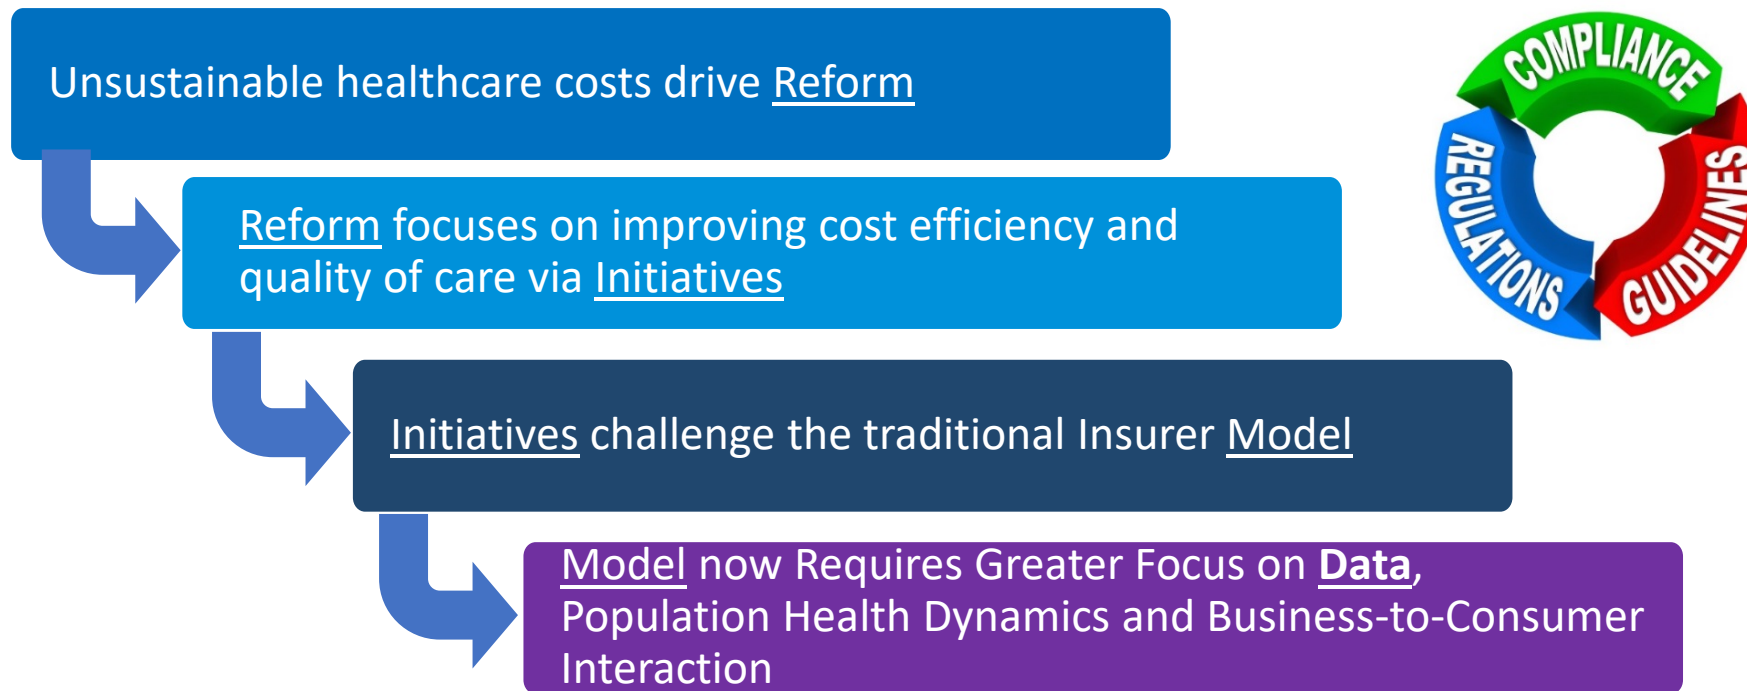 Unsustainable healthcare costs drive Reform
Reform focuses on improving cost efficiency and
quality of care via Initiatives
Initiatives challenge the traditional Insurer Model
Model now Requires Greater Focus on Data,
Population Health Dynamics and Business-to-Consumer
Interaction
COMPLIANCE
GUIDELINES
REGULATIONS